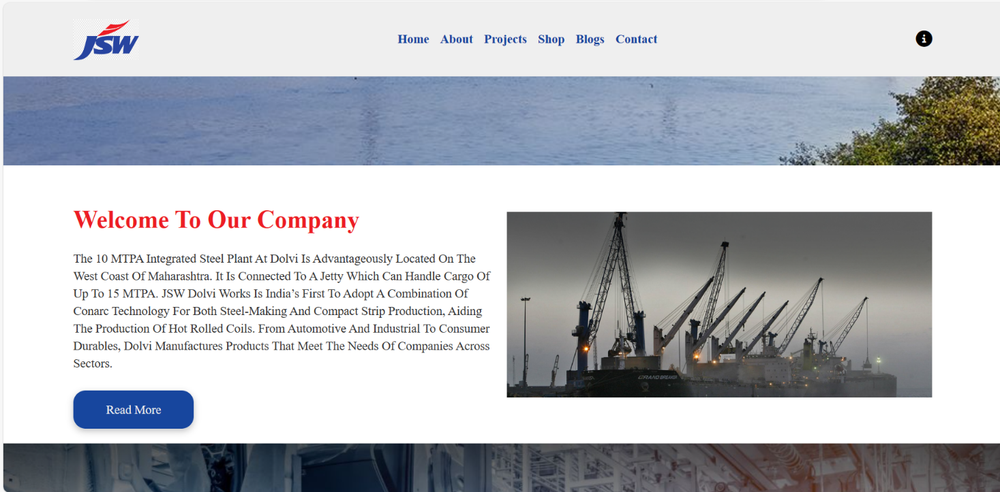 JSW
Home About Projects Shop Blogs Contact
Welcome To Our Company
The 10 MTPA Integrated Steel Plant At Dolvi Is Advantageously Located On The
West Coast Of Maharashtra. It Is Connected To A Jetty Which Can Handle Cargo Of
Up To 15 MTPA. JSW Dolvi Works Is India’s First To Adopt A Combination Of
Conarc Technology For Both Steel-Making And Compact Strip Production, Aiding
The Production Of Hot Rolled Coils. From Automotive And Industrial To Consumer
Durables, Dolvi Manufactures Products That Meet The Needs Of Companies Across
Sectors.
GRAND BREAKER
Read More